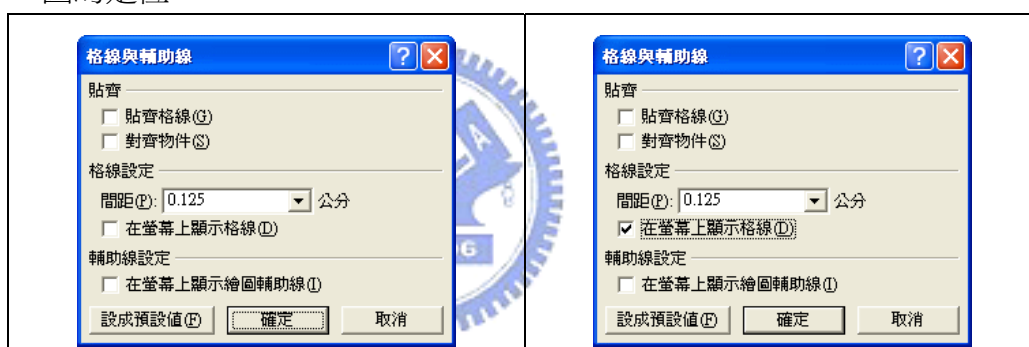 格線與輔助線
貼齊
貼齊格線(G)
對齊物件(S)
格線設定
間距(P): 0.125 公分
在螢幕上顯示格線(D)
輔助線設定
在螢幕上顯示繪圖輔助線(I)
設成預設值(F) 確定 取消
格線與輔助線
貼齊
貼齊格線(G)
對齊物件(S)
格線設定
間距(P): 0.125 公分
在螢幕上顯示格線(D)
輔助線設定
在螢幕上顯示繪圖輔助線(I)
設成預設值(F) 確定 取消